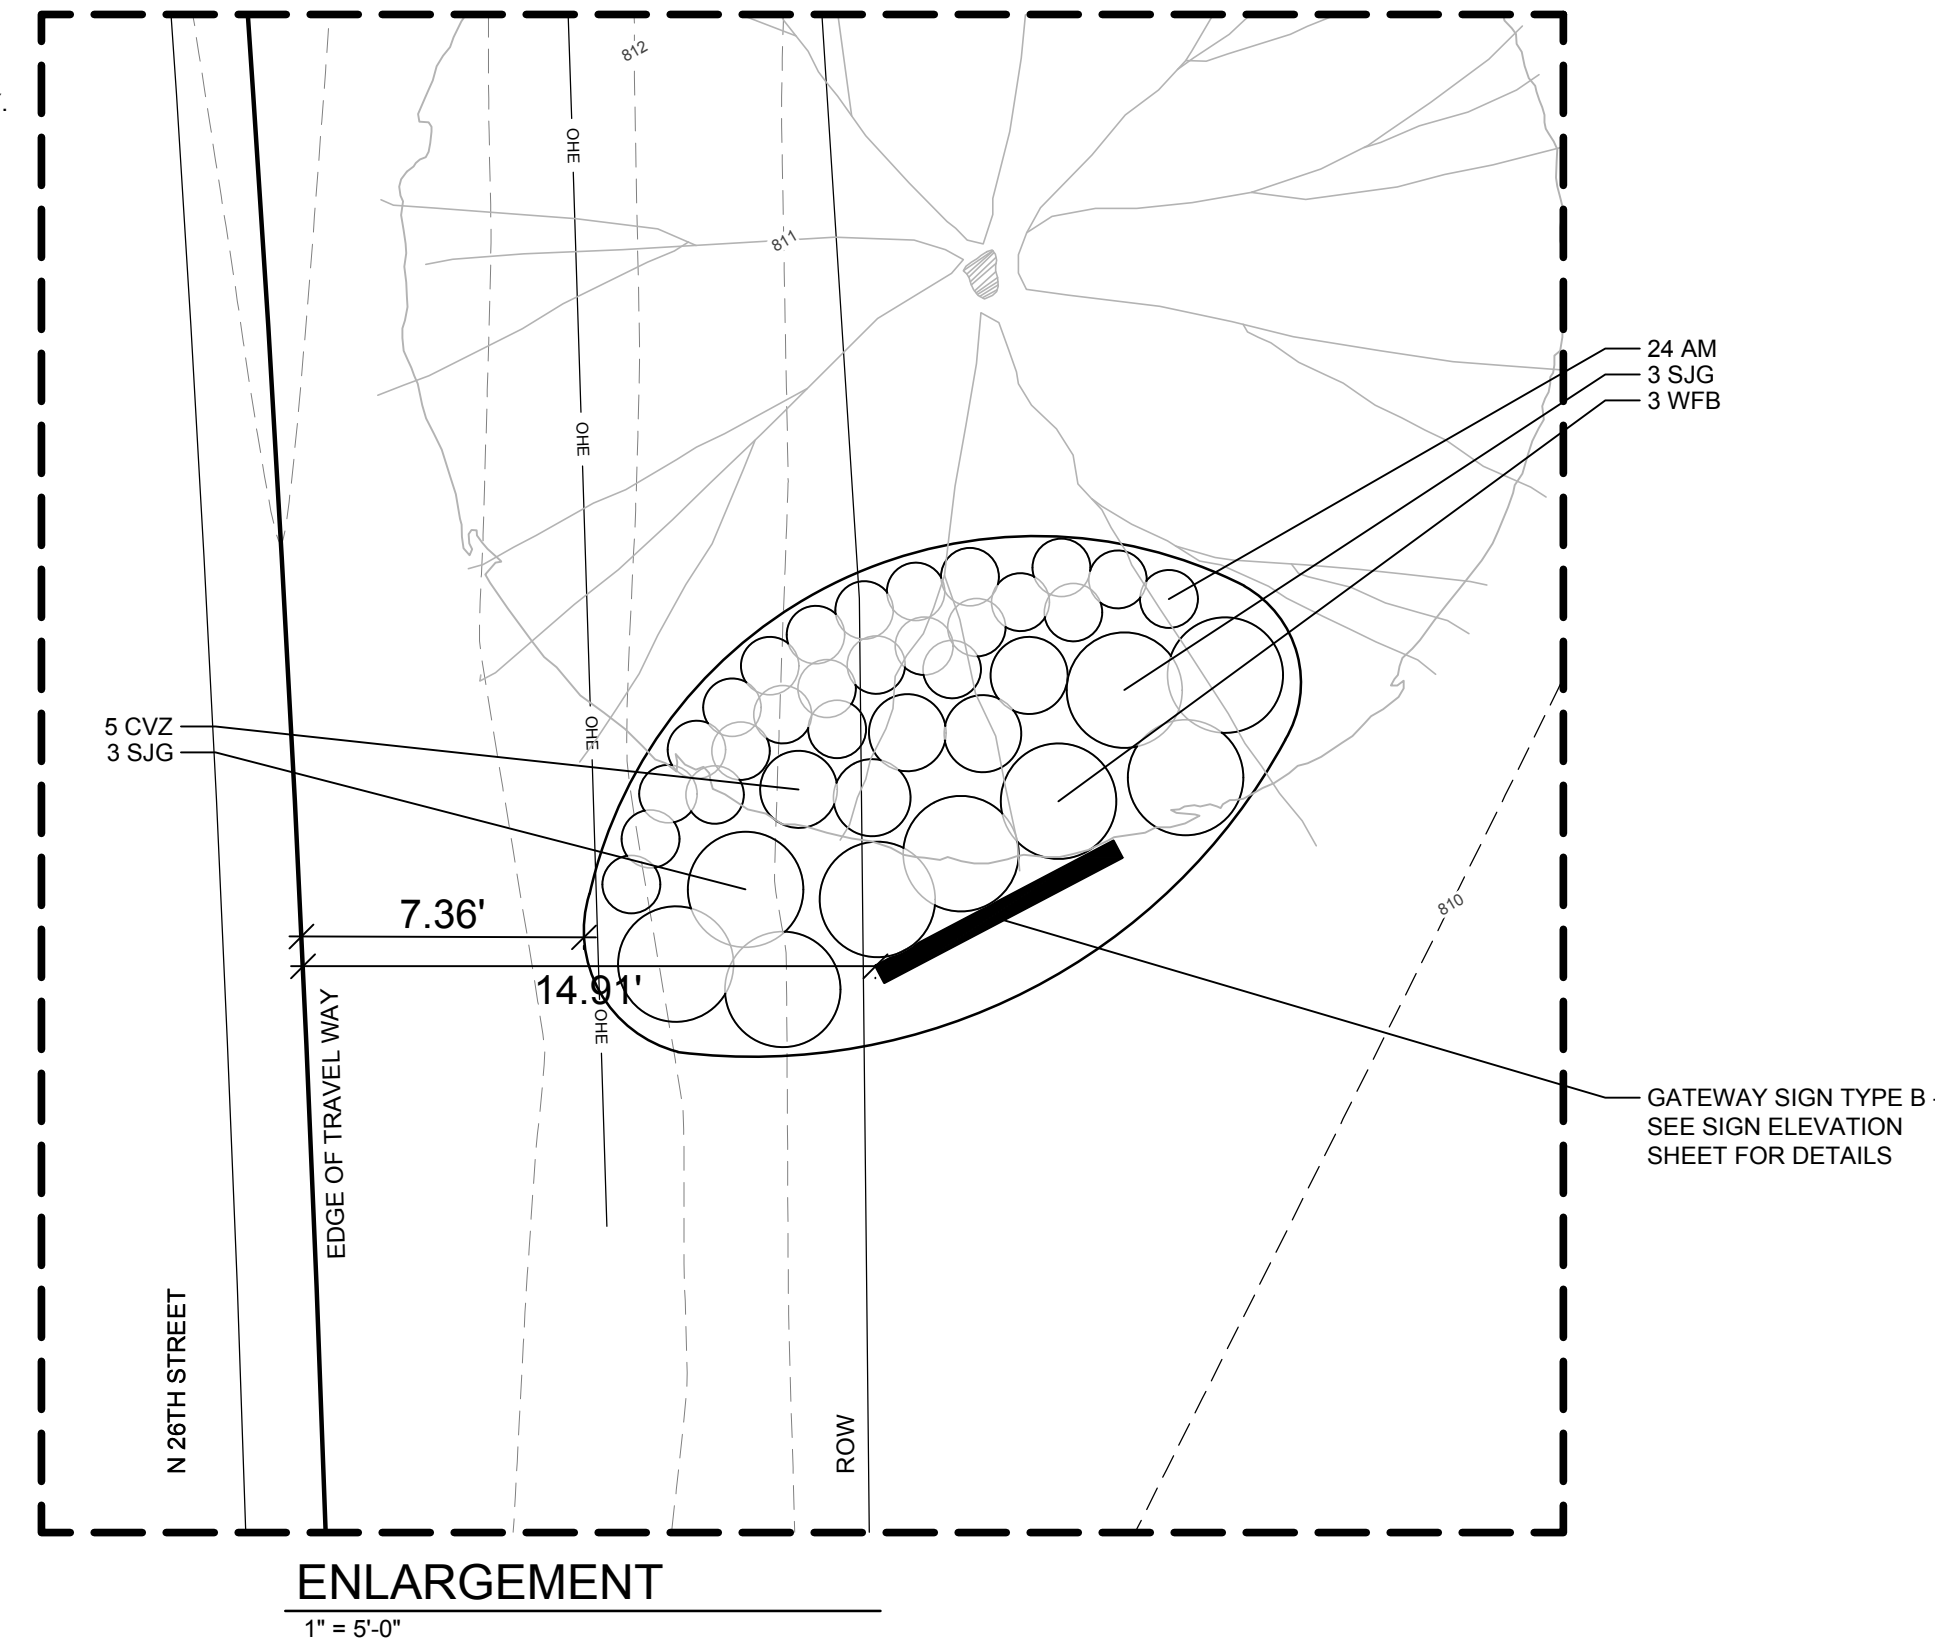 812
OHE
811
OHE
24 AM
3 SJG
3 WFB
5 CVZ
3 SJG
OHE
7.36'
14.91'
OHE
810
EDGE OF TRAVEL WAY
GATEWAY SIGN TYPE B -
SEE SIGN ELEVATION
SHEET FOR DETAILS
N 26TH STREET
ROW
ENLARGEMENT
1" = 5'-0"